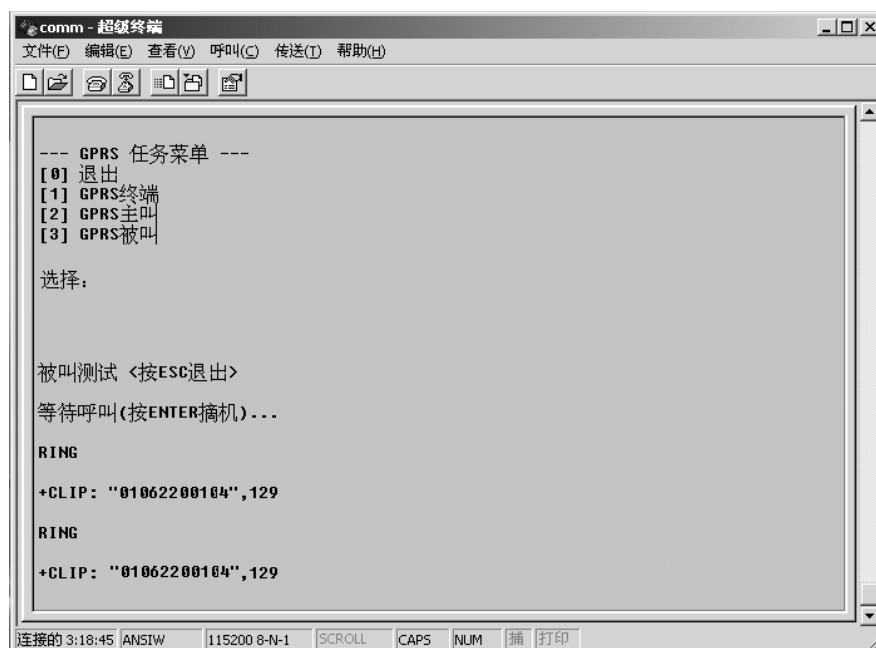 comm - 超级终端
文件(F) 编辑(E) 查看(V) 呼叫(C) 传送(T) 帮助(H)
--- GPRS 任务菜单 ---
[0] 退出
[1] GPRS终端
[2] GPRS主叫
[3] GPRS被叫
选择:
被叫测试 <按ESC退出>
等待呼叫(按ENTER摘机)...
RING
+CLIP: "01062200104",129
RING
+CLIP: "01062200104",129
连接的 3:18:45 ANSIW 115200 8-N-1 SCROLL CAPS NUM 捕 打印